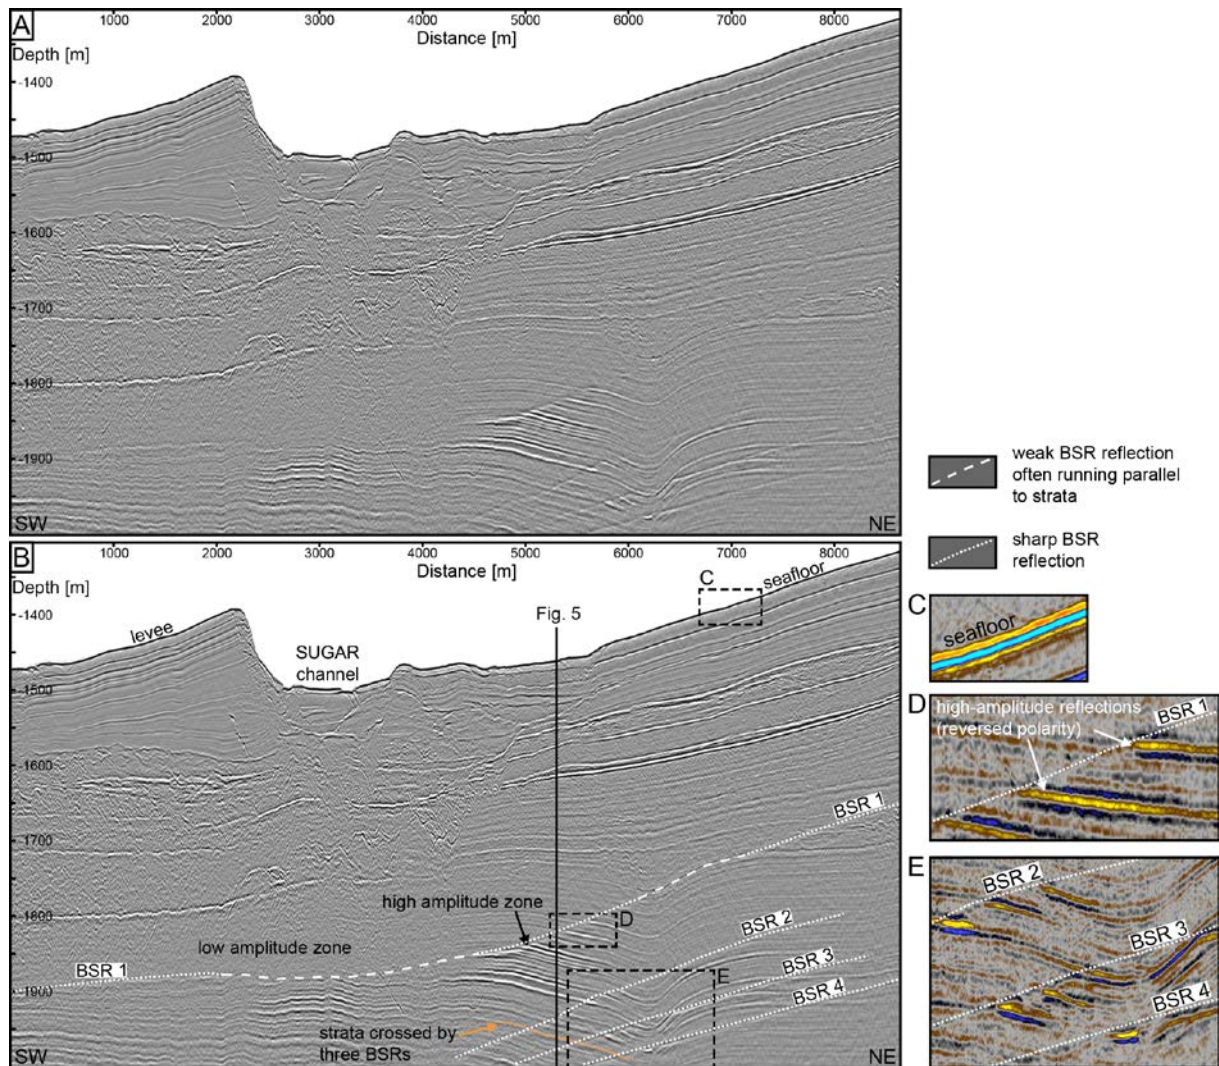 A
1000 2000 3000 4000 5000 6000 7000 8000
Distance [m]
Depth [m]
-1400
-1500
-1600
-1700
-1800
-1900
SW
NE
B
1000 2000 3000 4000 5000 6000 7000 8000
Distance [m]
Depth [m]
-1400
-1500
-1600
-1700
-1800
-1900
levee
SUGAR
channel
Fig. 5
C
seafloor
BSR 1
high amplitude zone
D
low amplitude zone
BSR 1
BSR 2
BSR 3
E
BSR 4
strata crossed by
three BSRs
SW
NE
weak BSR reflection
often running parallel
to strata
sharp BSR
reflection
C
seafloor
D
high-amplitude reflections
(reversed polarity)
BSR 1
E
BSR 2
BSR 3
BSR 4